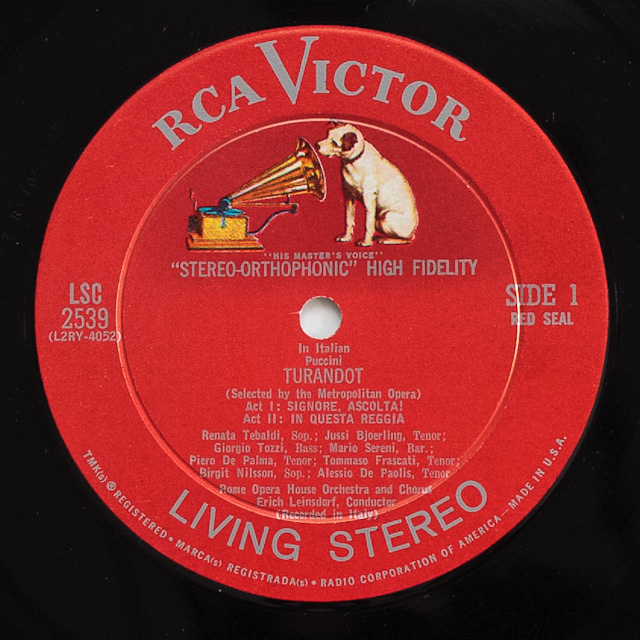 RCA VICTOR
"HIS MASTER'S VOICE"
"STEREO-ORTHOPHONIC" HIGH FIDELITY
LSC
2539
(L2RY-4052)
SIDE 1
RED SEAL
In Italian
Puccini
TURANDOT
(Selected by the Metropolitan Opera)
Act I: SIGNORE, ASCOLTA!
Act II: IN QUESTA REGGIA
Renata Tebaldi, Sop.; Jussi Bjoerling, Tenor;
Giorgio Tozzi, Bass; Mario Sereni, Bar.;
Piero De Palma, Tenor; Tommaso Frascati, Tenor;
Birgit Nilsson, Sop.; Alessio De Paolis, Tenor
Rome Opera House Orchestra and Chorus
Erich Leinsdorf, Conductor
(Recorded in Italy)
LIVING STEREO
TMK(s) ® REGISTERED • MARCA(s) REGISTRADA(s) • RADIO CORPORATION OF AMERICA—MADE IN U.S.A.